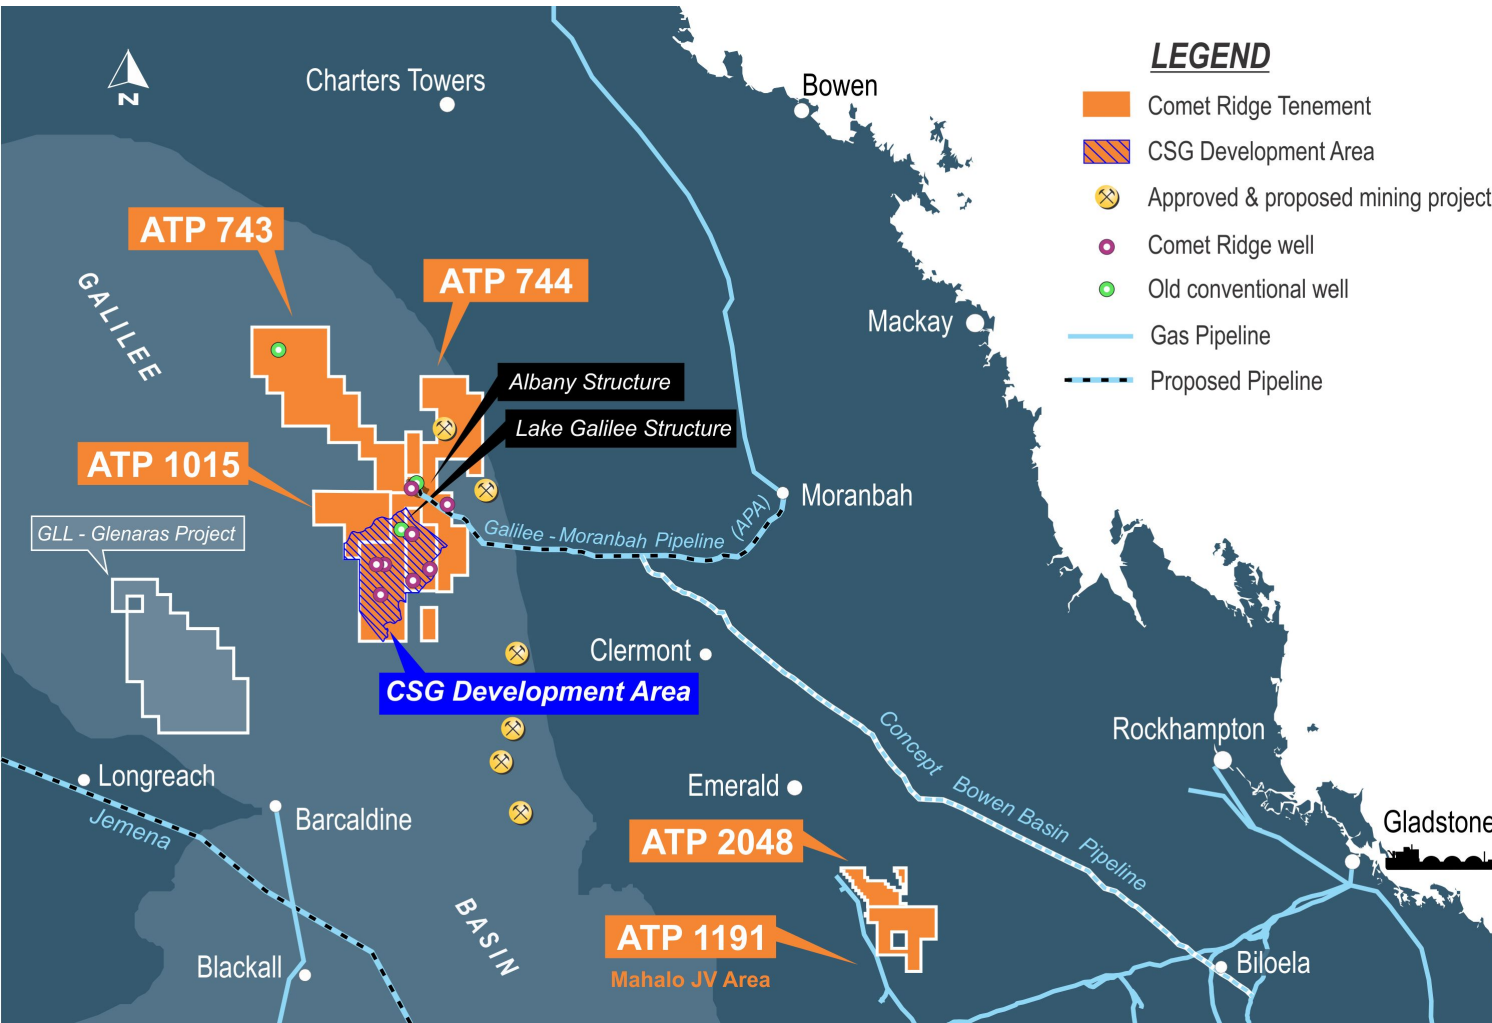 LEGEND
Comet Ridge Tenement
CSG Development Area
Approved & proposed mining project
Comet Ridge well
Old conventional well
Gas Pipeline
Proposed Pipeline
N
Charters Towers
Bowen
ATP 743
ATP 744
GALILEE
Mackay
Albany Structure
Lake Galilee Structure
ATP 1015
Moranbah
GLL - Glenaras Project
Galilee - Moranbah Pipeline (APA)
Clermont
CSG Development Area
Rockhampton
Concept Bowen Basin Pipeline
Longreach
Emerald
Barcaldine
Jemena
Gladstone
ATP 2048
BASIN
ATP 1191
Mahalo JV Area
Blackall
Biloela